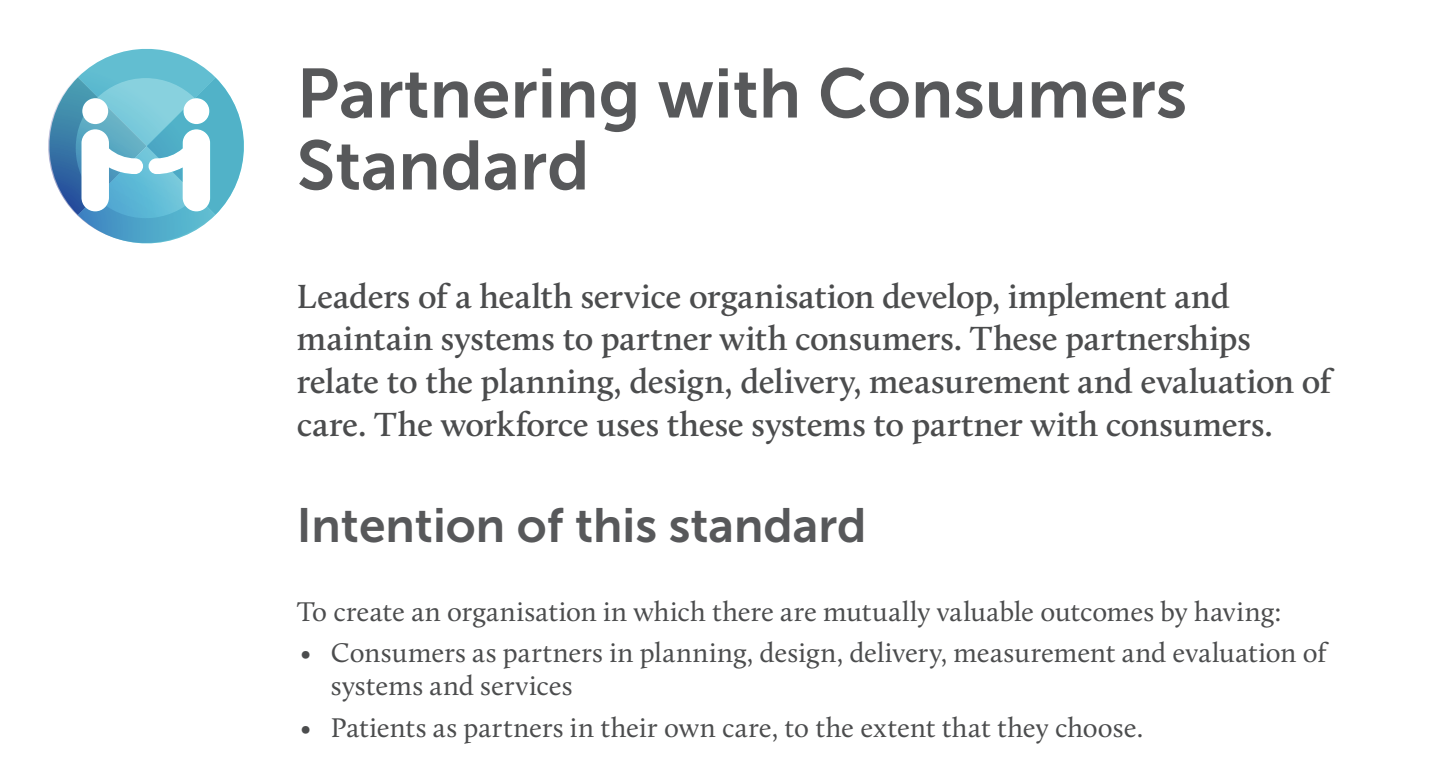 Partnering with Consumers
Standard
Leaders of a health service organisation develop, implement and
maintain systems to partner with consumers. These partnerships
relate to the planning, design, delivery, measurement and evaluation of
care. The workforce uses these systems to partner with consumers.
Intention of this standard
To create an organisation in which there are mutually valuable outcomes by having:
• Consumers as partners in planning, design, delivery, measurement and evaluation of
systems and services
• Patients as partners in their own care, to the extent that they choose.